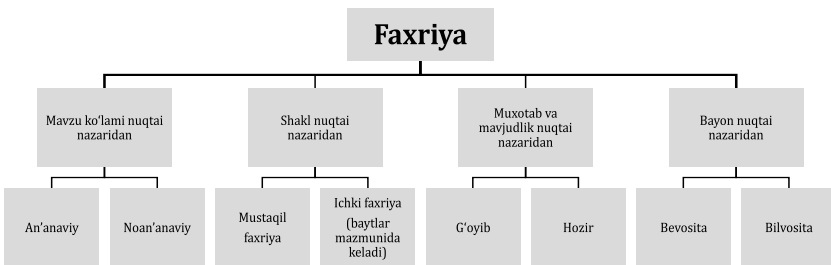 Faxriya
Mavzu ko‘lami nuqtai
nazaridan
Shakl nuqtai
nazaridan
Muxotab va
mavjudlik nuqtai
nazaridan
Bayon nuqtai
nazaridan
An’anaviy
Noan’anaviy
Mustaqil
faxriya
Ichki faxriya
(baytlar
mazmunida
keladi)
G‘oyib
Hozir
Bevosita
Bilvosita